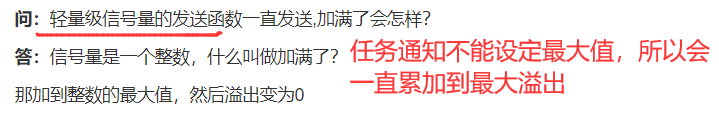 问：轻量级信号量的发送函数一直发送,加满了会怎样？
答：信号量是一个整数，什么叫做加满了？
那加到整数的最大值，然后溢出变为0
任务通知不能设定最大值，所以会
一直累加到最大溢出